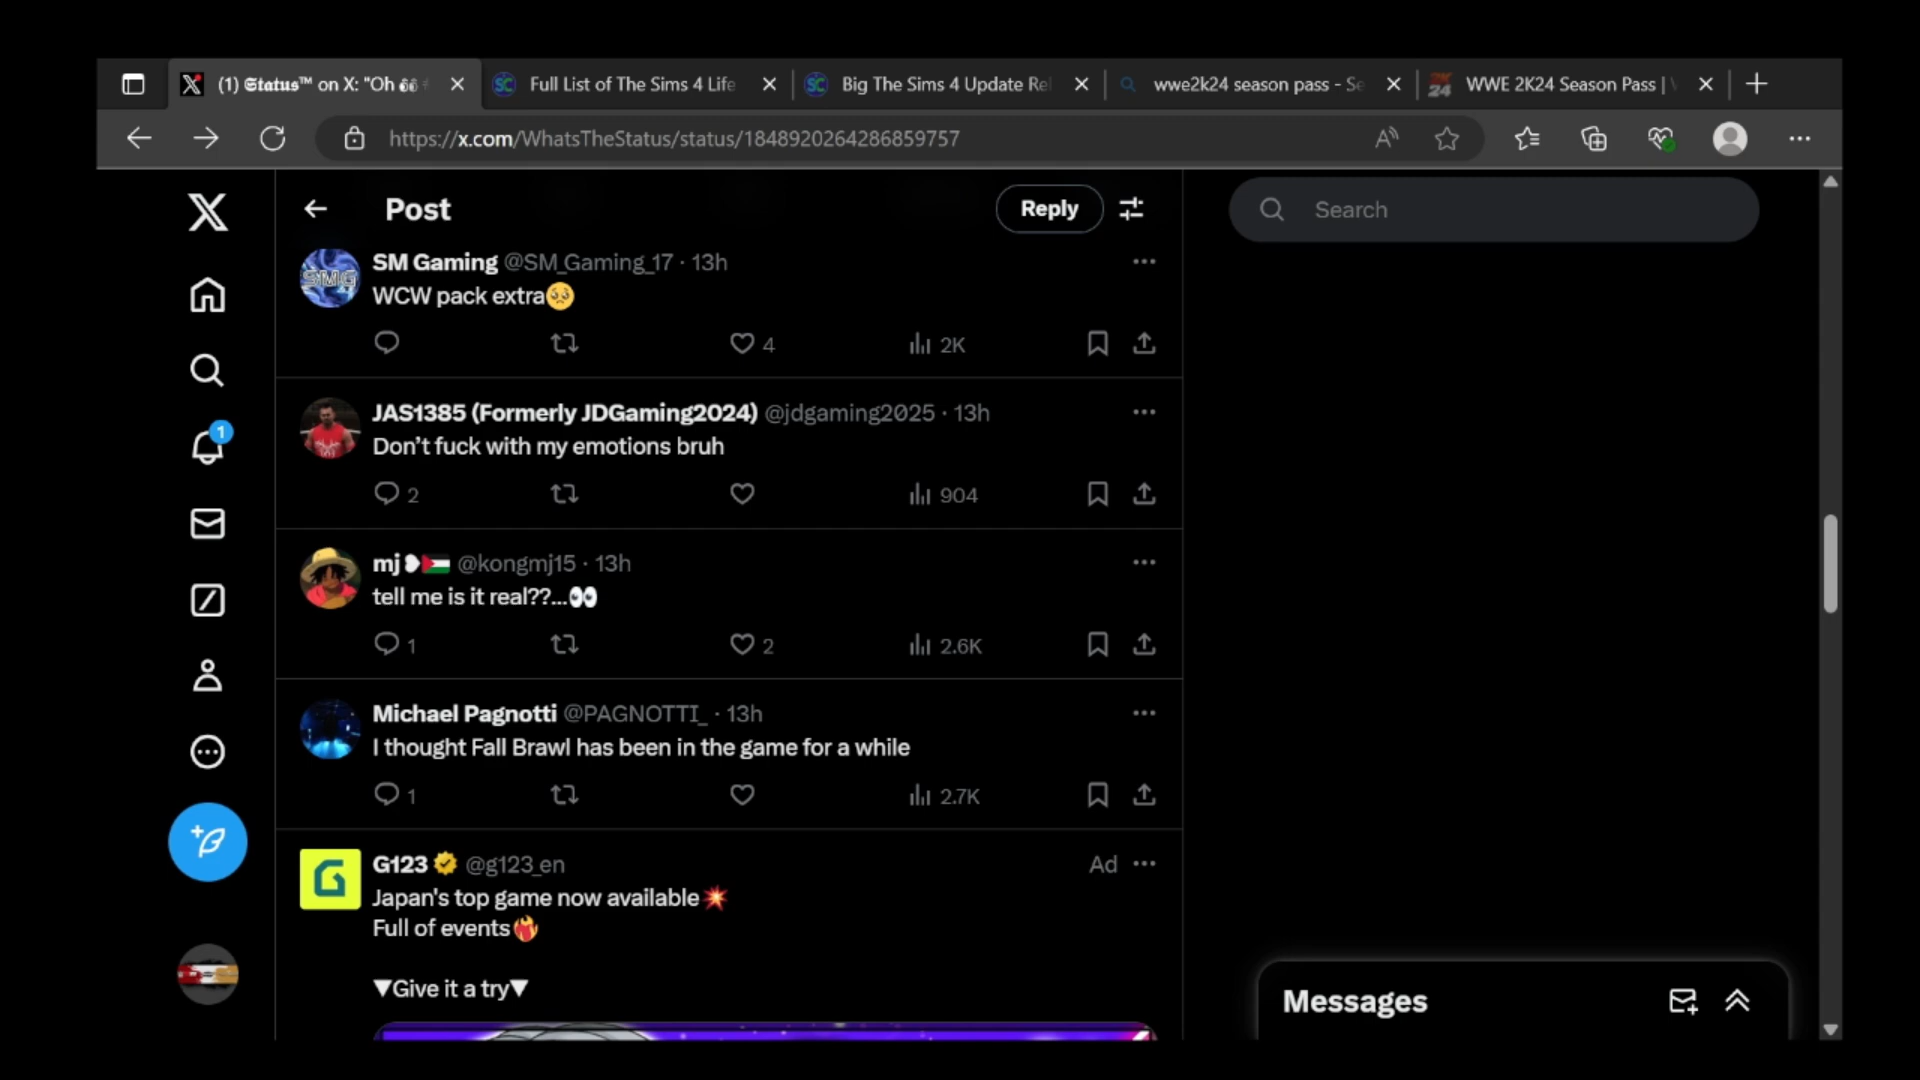 (1) 𝕾tatus™ on X: "Oh
Full List of The Sims 4 Life
Big The Sims 4 Update Rel
wwe2k24 season pass - Se
WWE 2K24 Season Pass |
https://x.com/WhatsTheStatus/status/1848920264286859757
Post
Reply
Search
SM Gaming @SM_Gaming_17 · 13h
WCW pack extra🥺
4
2K
JAS1385 (Formerly JDGaming2024) @jdgaming2025 · 13h
Don’t fuck with my emotions bruh
2
904
mj @kongmj15 · 13h
tell me is it real??...👀
1
2
2.6K
Michael Pagnotti @PAGNOTTI_ · 13h
I thought Fall Brawl has been in the game for a while
1
2.7K
G123 @g123_en
Ad
Japan's top game now available💥
Full of events❤️‍🔥
▼Give it a try▼
1
SMG
Messages